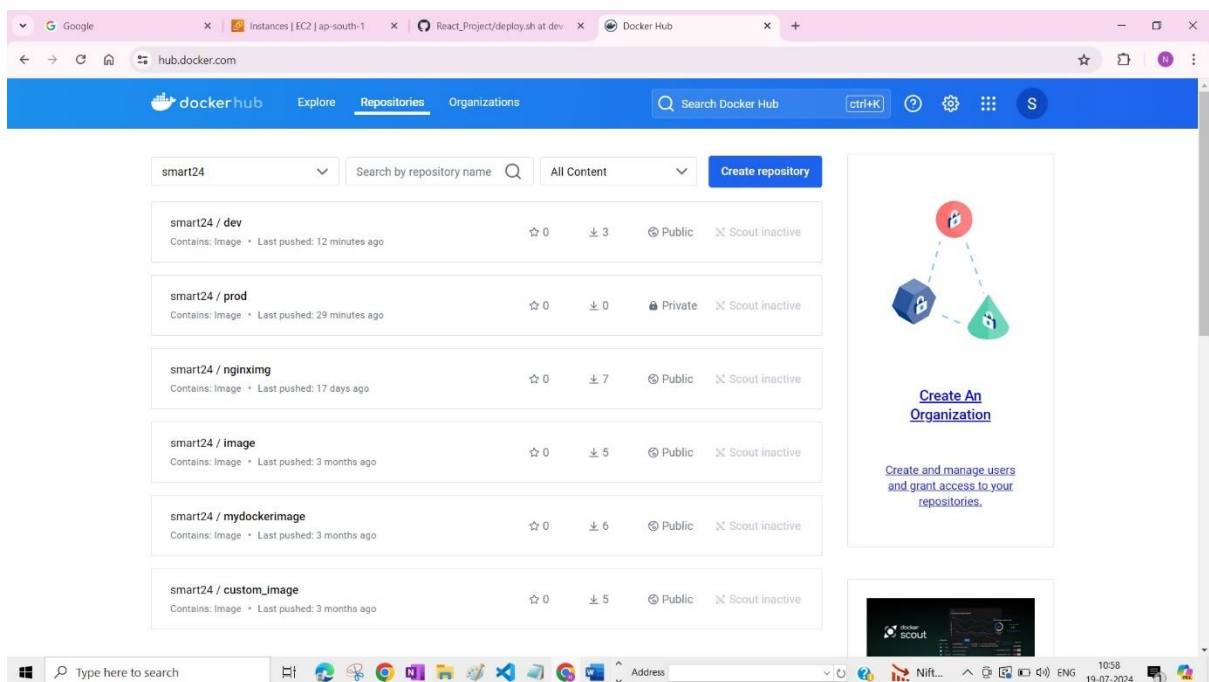 Google
Instances | EC2 | ap-south-1
React_Project/deploy.sh at dev
Docker Hub
hub.docker.com
N
dockerhub
Explore
Repositories
Organizations
Search Docker Hub
ctrl+K
S
smart24
Search by repository name
All Content
Create repository
smart24 / dev
Contains: Image • Last pushed: 12 minutes ago
0
3
Public
Scout inactive
smart24 / prod
Contains: Image • Last pushed: 29 minutes ago
0
0
Private
Scout inactive
smart24 / nginximg
Contains: Image • Last pushed: 17 days ago
0
7
Public
Scout inactive
smart24 / image
Contains: Image • Last pushed: 3 months ago
0
5
Public
Scout inactive
smart24 / mydockerimage
Contains: Image • Last pushed: 3 months ago
0
6
Public
Scout inactive
smart24 / custom_image
Contains: Image • Last pushed: 3 months ago
0
5
Public
Scout inactive
Create An
Organization
Create and manage users
and grant access to your
repositories.
docker
scout
Type here to search
Address
Nift...
ENG
10:58
19-07-2024